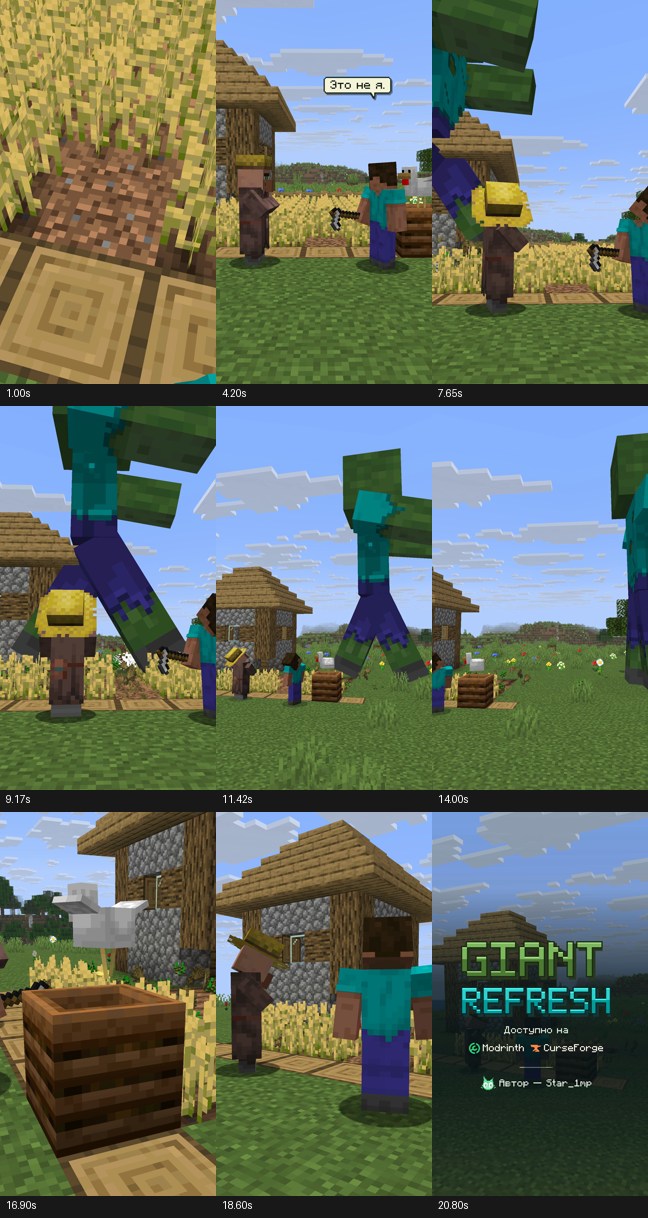 1.00s
Это не я.
4.20s
7.65s
9.17s
11.42s
14.00s
16.90s
18.60s
GIANT
REFRESH
Доступно на
Modrinth CurseForge
Автор — Star_1mp
20.80s